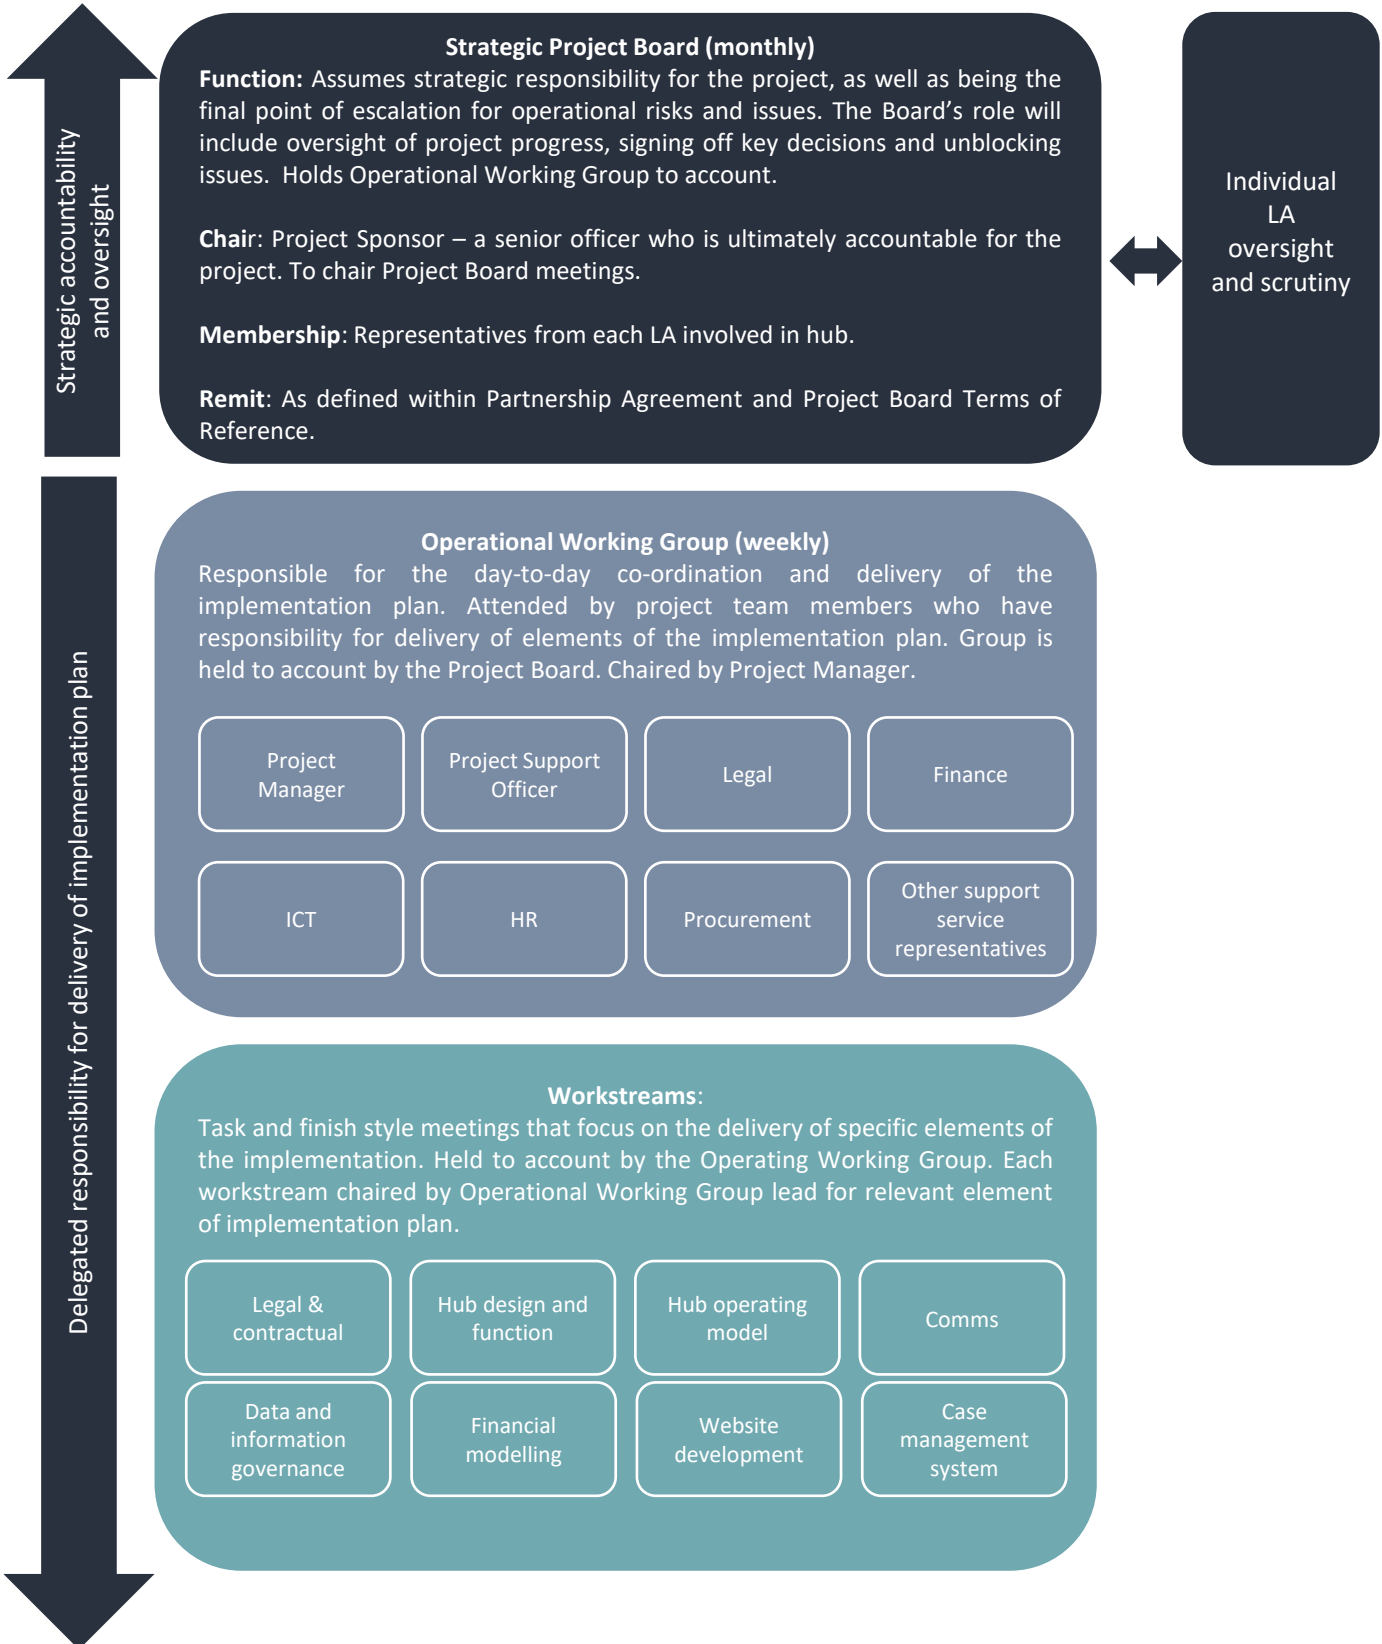 Strategic accountability
and oversight
Strategic Project Board (monthly)
Function: Assumes strategic responsibility for the project, as well as being the
final point of escalation for operational risks and issues. The Board’s role will
include oversight of project progress, signing off key decisions and unblocking
issues.  Holds Operational Working Group to account.
Chair: Project Sponsor – a senior officer who is ultimately accountable for the
project. To chair Project Board meetings.
Membership: Representatives from each LA involved in hub.
Remit: As defined within Partnership Agreement and Project Board Terms of
Reference.
Individual
LA
oversight
and scrutiny
Delegated responsibility for delivery of implementation plan
Operational Working Group (weekly)
Responsible for the day-to-day co-ordination and delivery of the
implementation plan. Attended by project team members who have
responsibility for delivery of elements of the implementation plan. Group is
held to account by the Project Board. Chaired by Project Manager.
Project
Manager
Project Support
Officer
Legal
Finance
ICT
HR
Procurement
Other support
service
representatives
Workstreams:
Task and finish style meetings that focus on the delivery of specific elements of
the implementation. Held to account by the Operating Working Group. Each
workstream chaired by Operational Working Group lead for relevant element
of implementation plan.
Legal &
contractual
Hub design and
function
Hub operating
model
Comms
Data and
information
governance
Financial
modelling
Website
development
Case
management
system